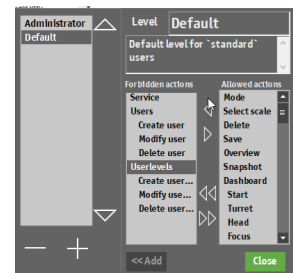 Administrator
Default
Level Default
Default level for `standard`
users
Forbidden actions
Service
Users
Create user
Modify user
Delete user
Userlevels
Create user...
Modify use...
Delete user...
Allowed actions
Mode
Select scale
Delete
Save
Overview
Snapshot
Dashboard
Start
Turret
Head
Focus
<< Add
Close